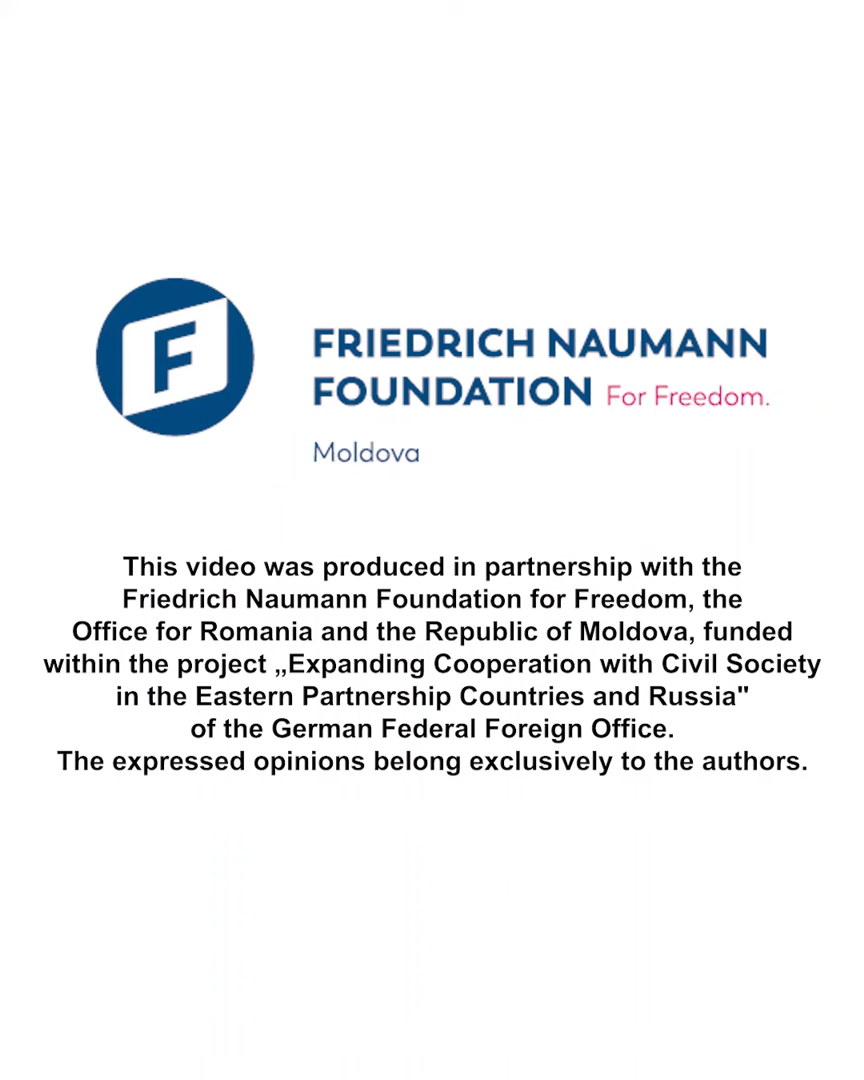 F
FRIEDRICH NAUMANN
FOUNDATION For Freedom.
Moldova
This video was produced in partnership with the
Friedrich Naumann Foundation for Freedom, the
Office for Romania and the Republic of Moldova, funded
within the project „Expanding Cooperation with Civil Society
in the Eastern Partnership Countries and Russia"
of the German Federal Foreign Office.
The expressed opinions belong exclusively to the authors.